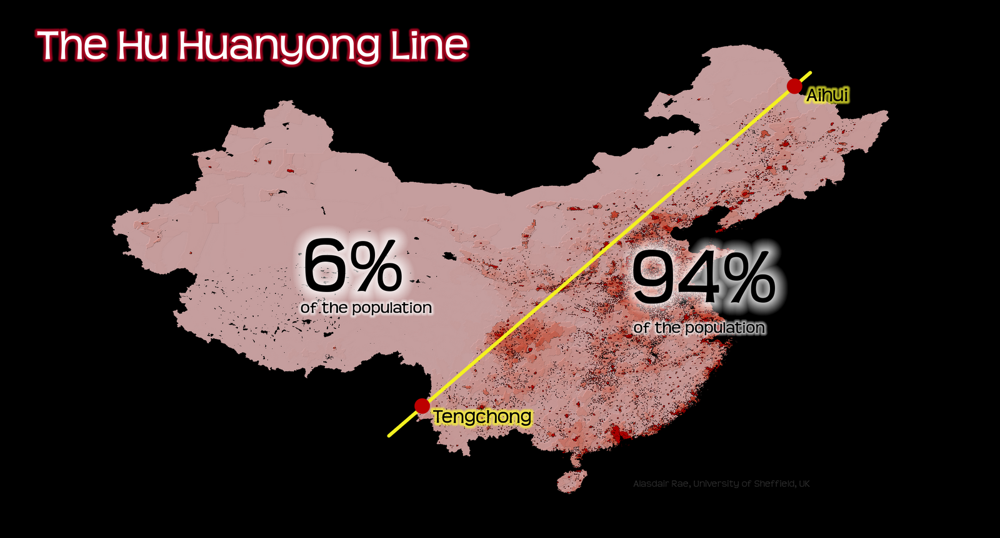 The Hu Huanyong Line
Aihui
6%
of the population
94%
of the population
Tengchong
Alasdair Rae, University of Sheffield, UK